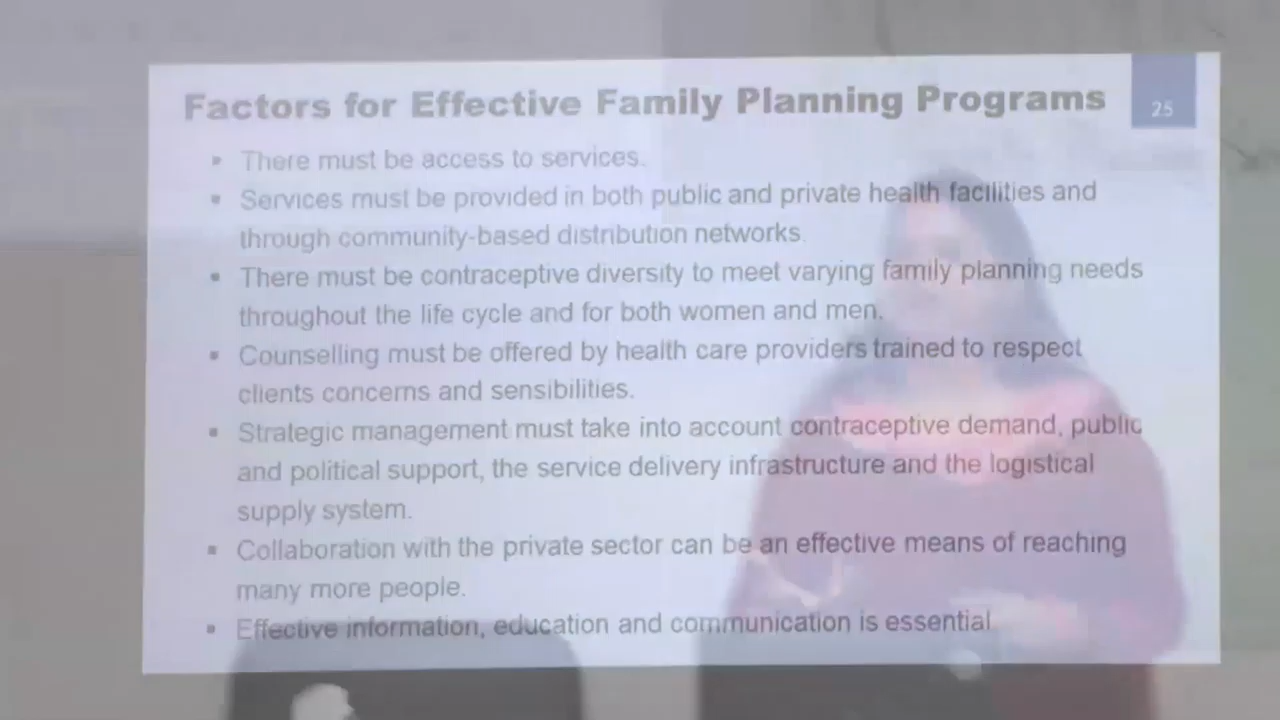 Factors for Effective Family Planning Programs
25
▪ There must be access to services.
▪ Services must be provided in both public and private health facilities and
through community-based distribution networks.
▪ There must be contraceptive diversity to meet varying family planning needs
throughout the life cycle and for both women and men.
▪ Counselling must be offered by health care providers trained to respect
clients concerns and sensibilities.
▪ Strategic management must take into account contraceptive demand, public
and political support, the service delivery infrastructure and the logistical
supply system.
▪ Collaboration with the private sector can be an effective means of reaching
many more people.
▪ Effective information, education and communication is essential.